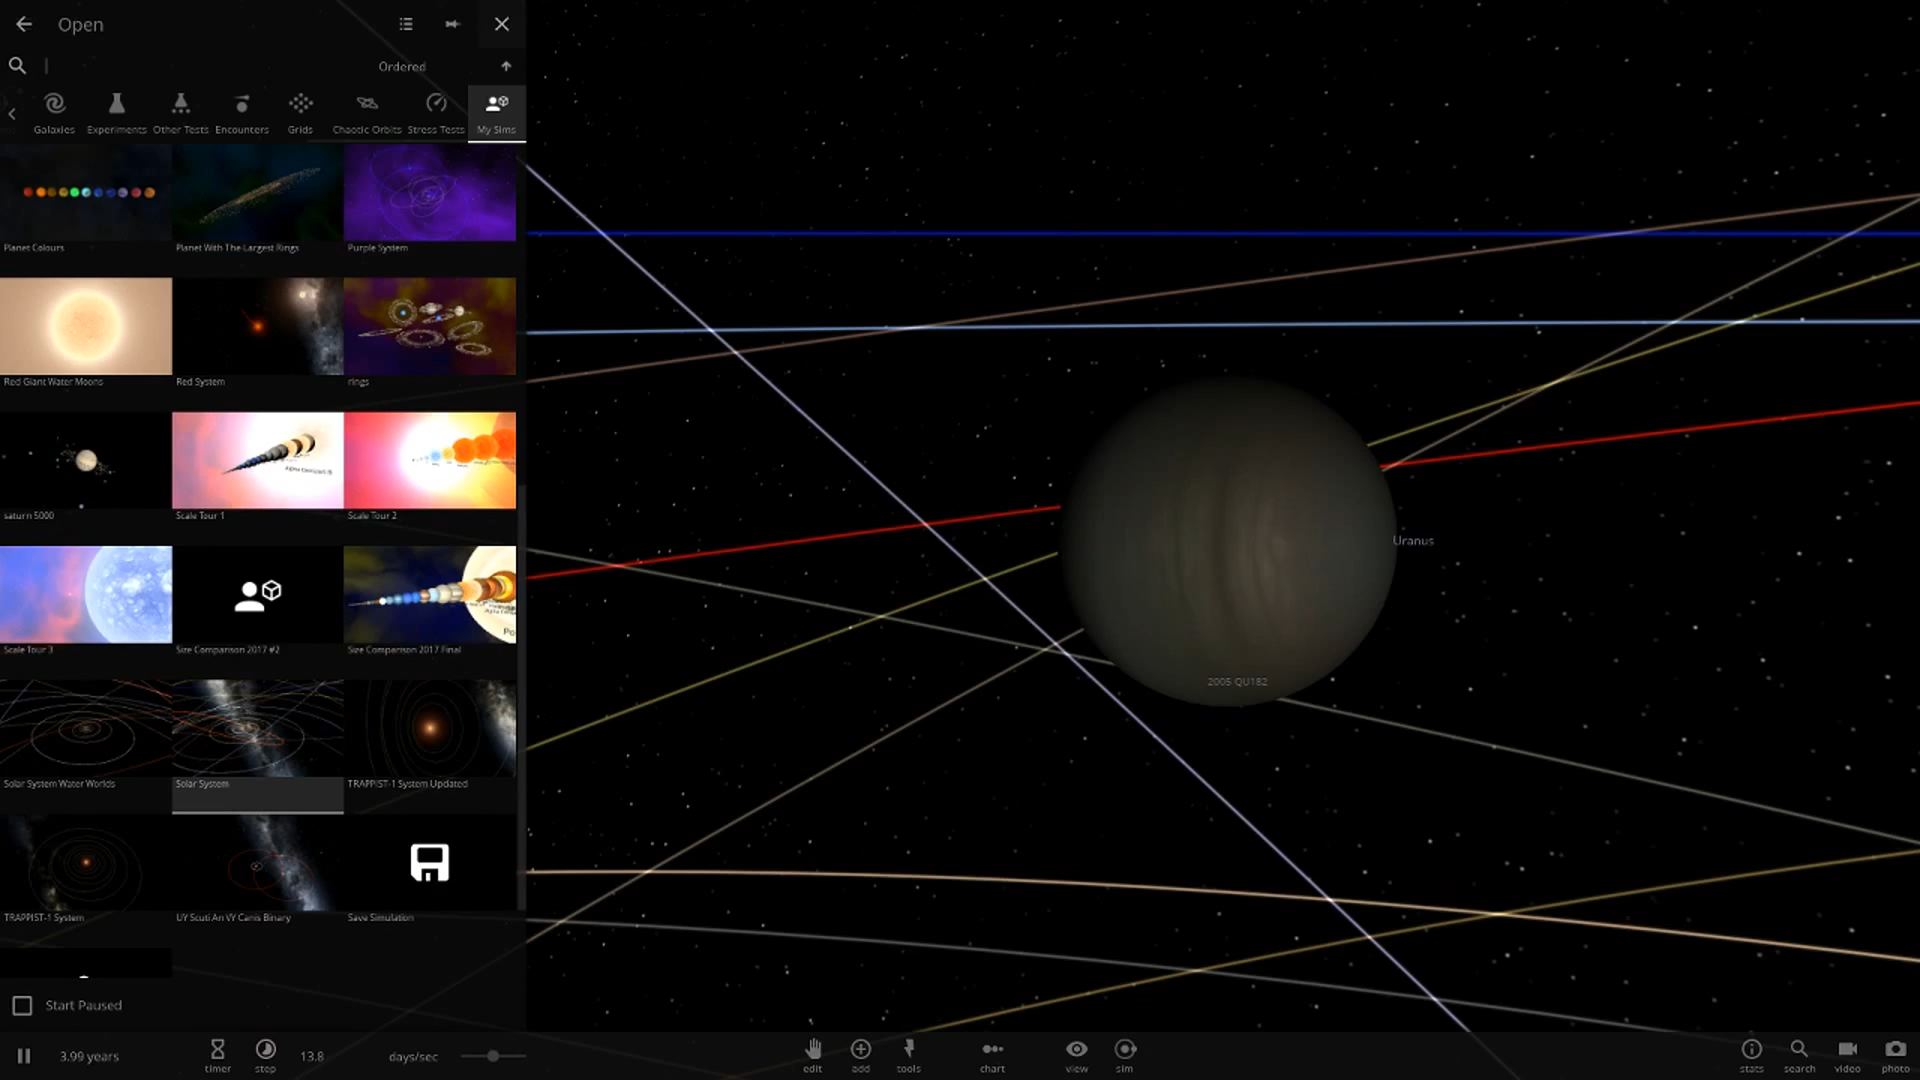 Open
Ordered
Galaxies Experiments Other Tests Encounters Grids Chaotic Orbits Stress Tests My Sims
Planet Colours Planet With The Largest Rings Purple System
Red Giant Water Moons Red System rings
saturn 5000 Scale Tour 1 Scale Tour 2
Scale Tour 3 Size Comparison 2017 #2 Size Comparison 2017 Final
Solar System Water Worlds Solar System TRAPPIST-1 System Updated
TRAPPIST-1 System UY Scuti An VY Canis Binary Save Simulation
Start Paused
Uranus
2005 QU182
3.99 years timer step 13.8 days/sec edit add tools chart view sim stats search video photo